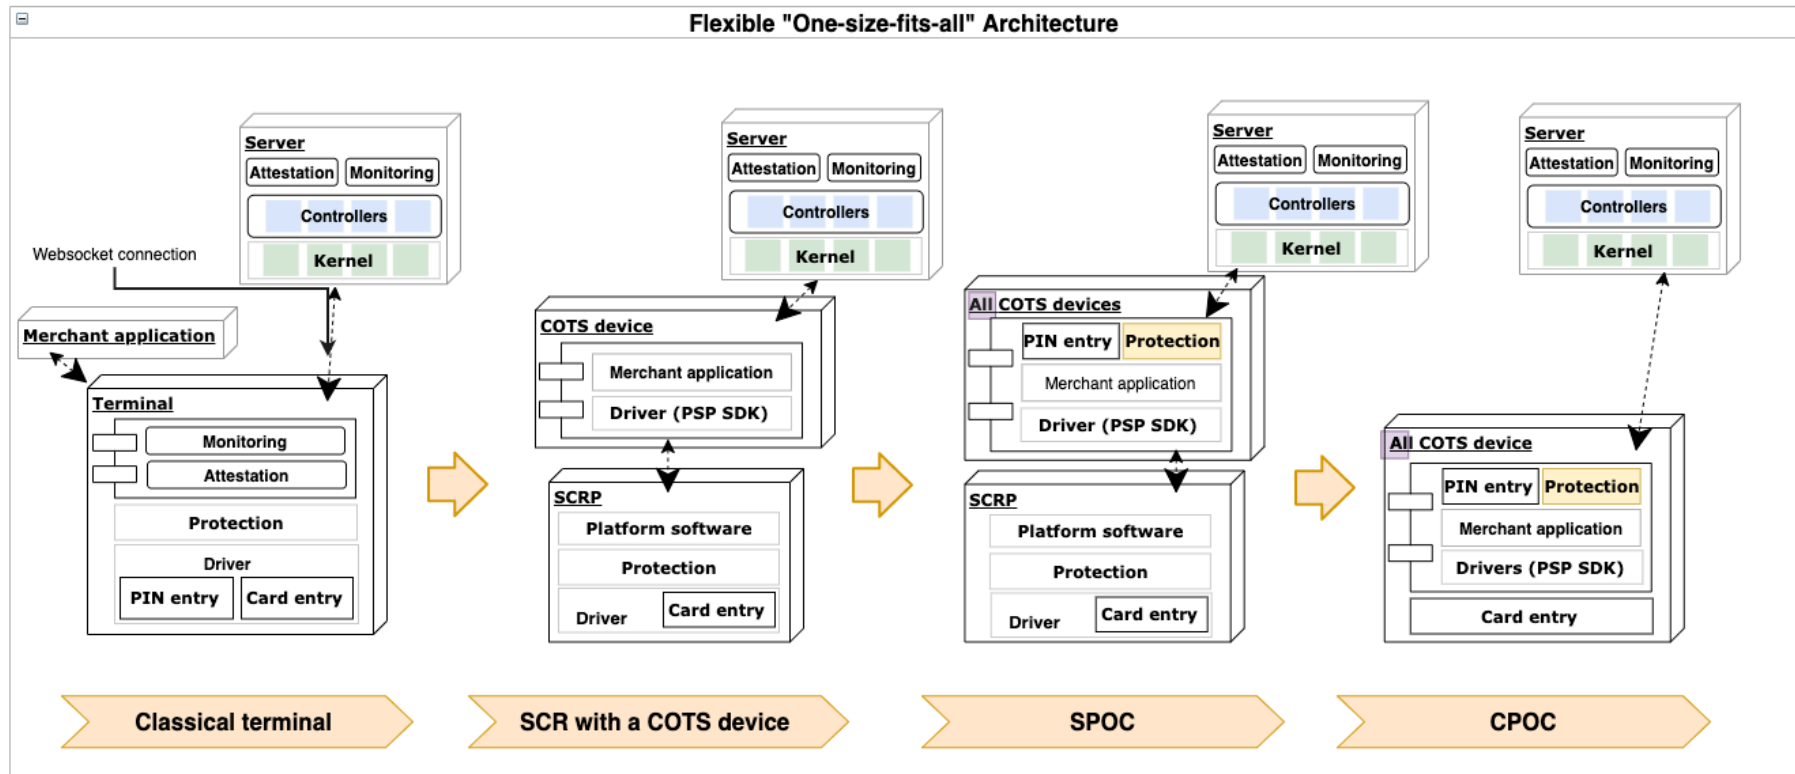 Flexible "One-size-fits-all" Architecture
Server
Attestation
Monitoring
Controllers
Kernel
Websocket connection
Merchant application
Terminal
Monitoring
Attestation
Protection
Driver
PIN entry
Card entry
Classical terminal
Server
Attestation
Monitoring
Controllers
Kernel
COTS device
Merchant application
Driver (PSP SDK)
SCRP
Platform software
Protection
Driver
Card entry
SCR with a COTS device
Server
Attestation
Monitoring
Controllers
Kernel
All COTS devices
PIN entry
Protection
Merchant application
Driver (PSP SDK)
SCRP
Platform software
Protection
Driver
Card entry
SPOC
Server
Attestation
Monitoring
Controllers
Kernel
All COTS device
PIN entry
Protection
Merchant application
Drivers (PSP SDK)
Card entry
CPOC